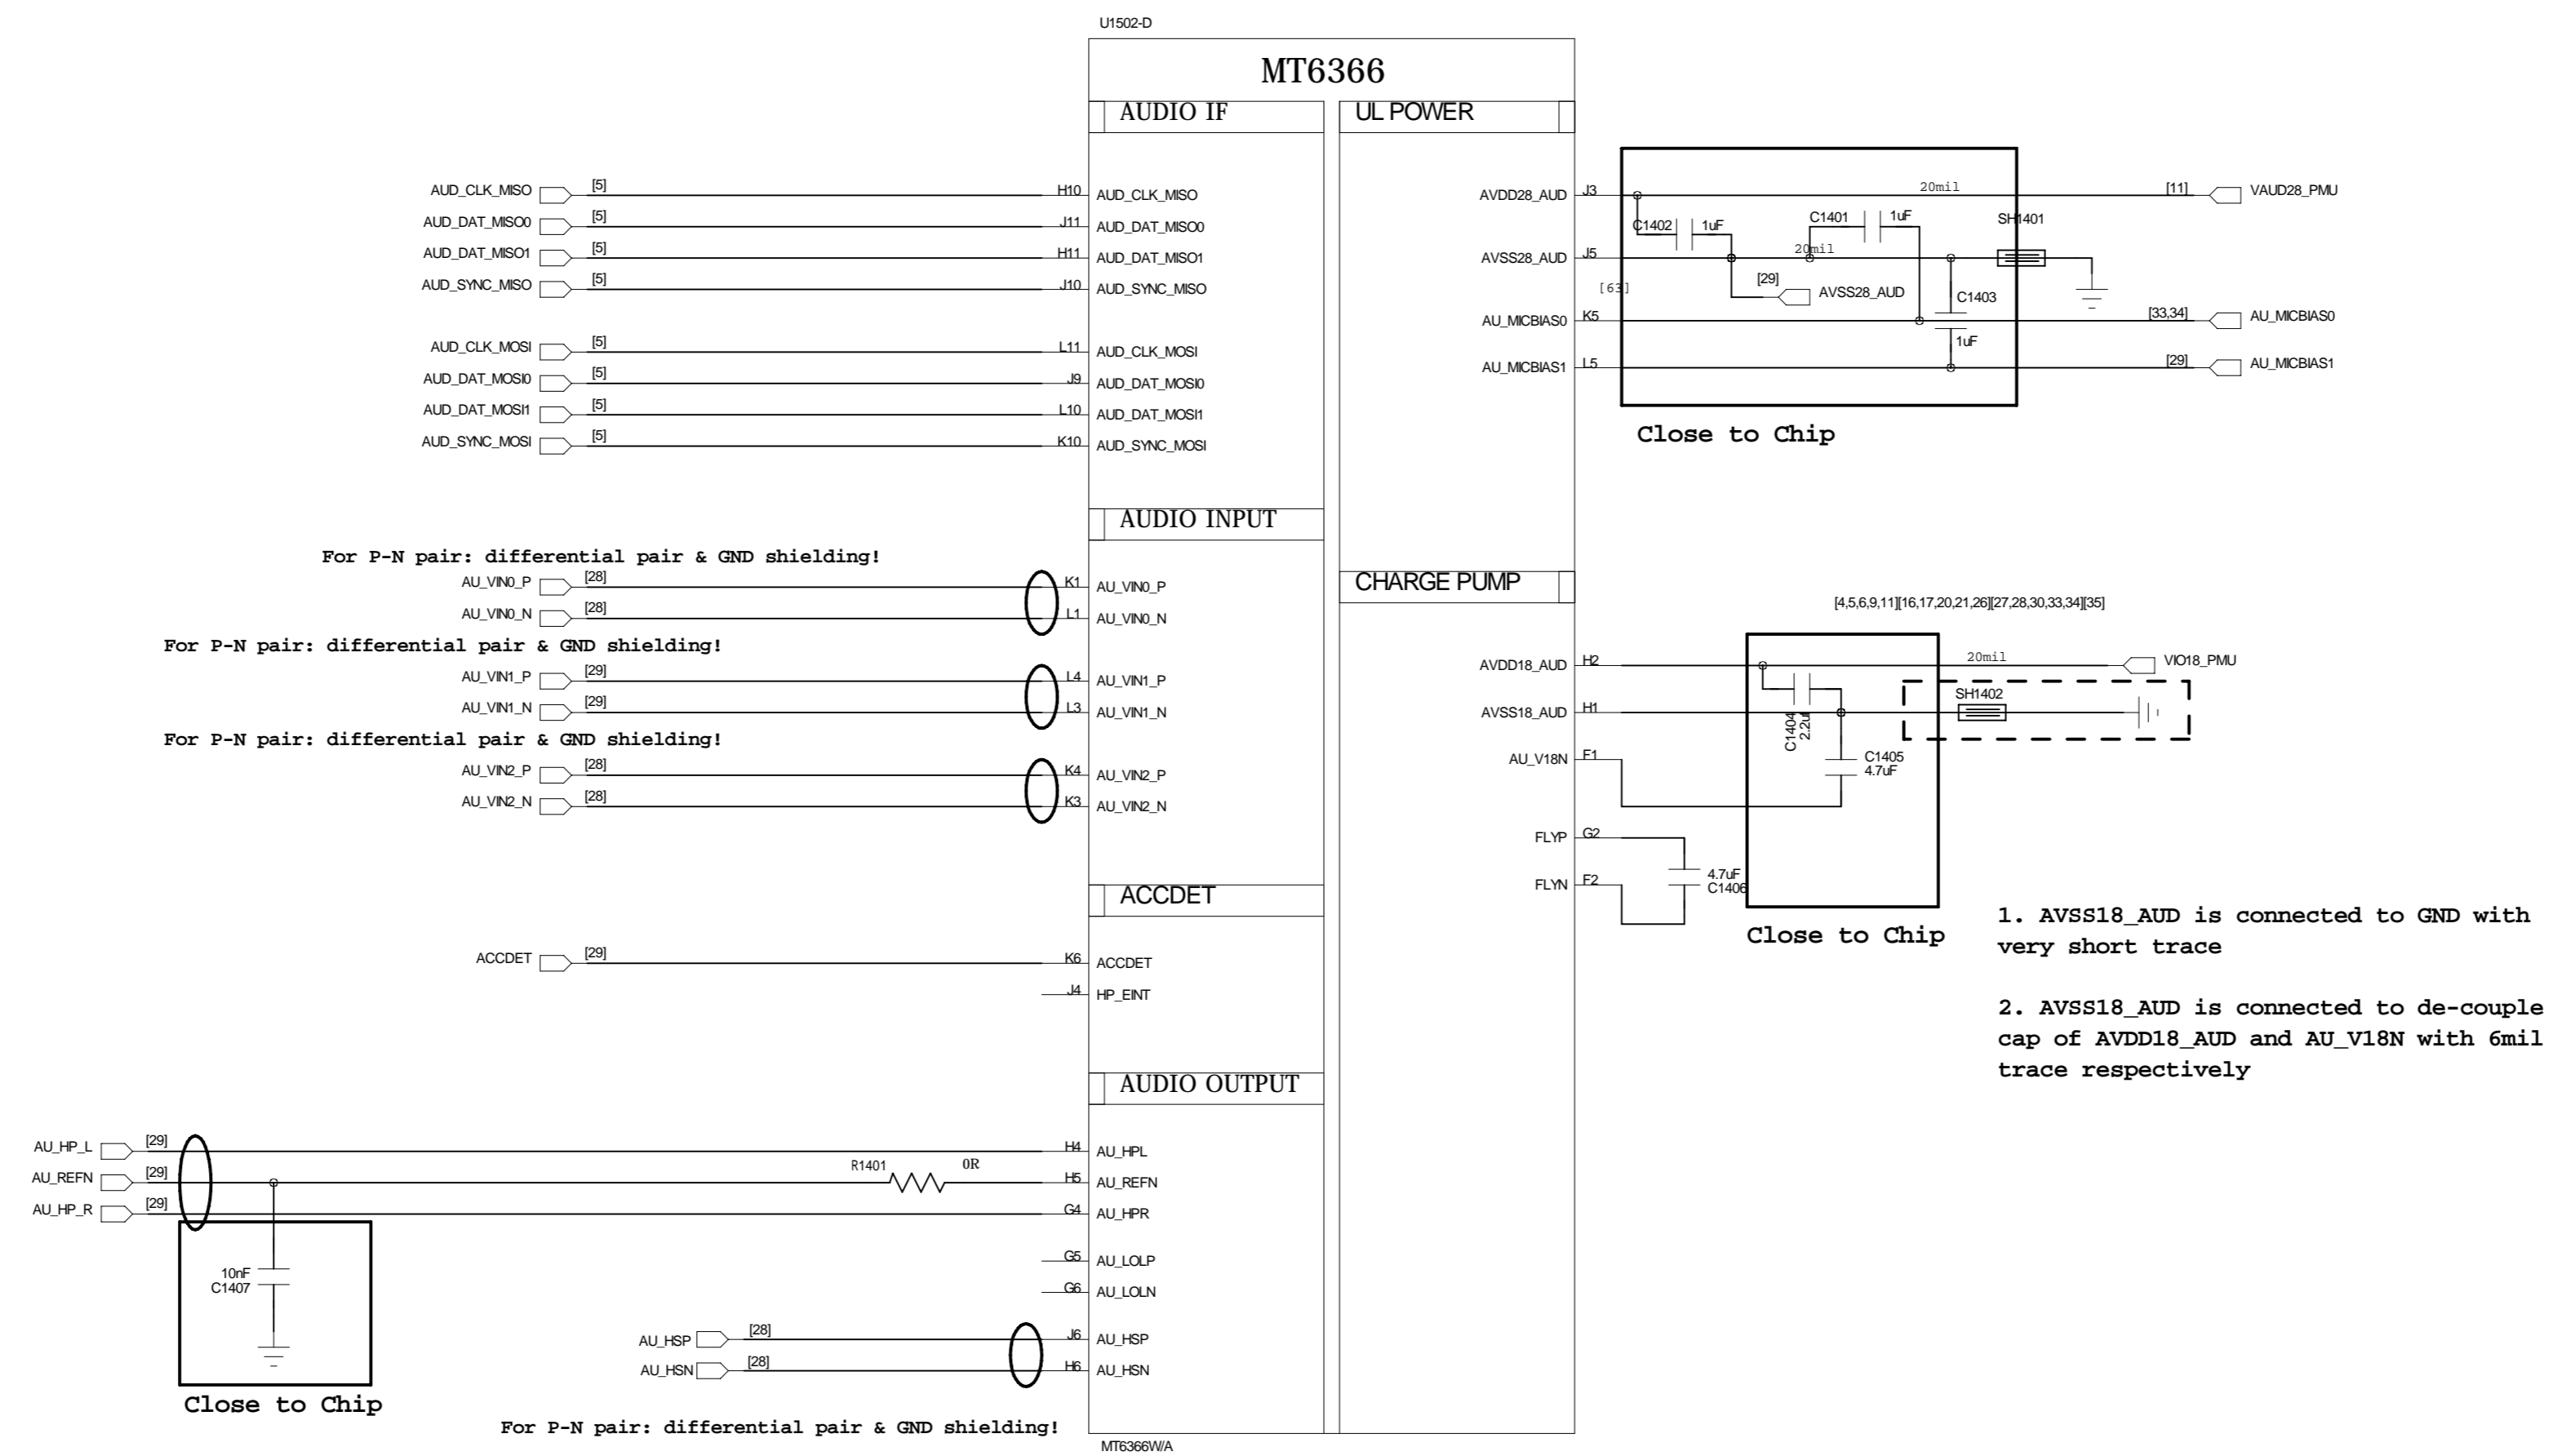 U1502-D
MT6366
AUDIO IF
UL POWER
AUD_CLK_MISO [5] H10 AUD_CLK_MISO
AUD_DAT_MISO0 [5] J11 AUD_DAT_MISO0
AUD_DAT_MISO1 [5] H11 AUD_DAT_MISO1
AUD_SYNC_MISO [5] J10 AUD_SYNC_MISO
AUD_CLK_MOSI [5] L11 AUD_CLK_MOSI
AUD_DAT_MOSI0 [5] J9 AUD_DAT_MOSI0
AUD_DAT_MOSI1 [5] L10 AUD_DAT_MOSI1
AUD_SYNC_MOSI [5] K10 AUD_SYNC_MOSI
AVDD28_AUD J3 20mil [11] VAUD28_PMU
C1402 1uF C1401 1uF SH1401
AVSS28_AUD J5 20mil
[63] [29] AVSS28_AUD C1403
AU_MICBIAS0 K5 [33,34] AU_MICBIAS0
1uF
AU_MICBIAS1 L5 [29] AU_MICBIAS1
Close to Chip
AUDIO INPUT
For P-N pair: differential pair & GND shielding!
AU_VIN0_P [28] K1 AU_VIN0_P
AU_VIN0_N [28] L1 AU_VIN0_N
For P-N pair: differential pair & GND shielding!
AU_VIN1_P [29] L4 AU_VIN1_P
AU_VIN1_N [29] L3 AU_VIN1_N
For P-N pair: differential pair & GND shielding!
AU_VIN2_P [28] K4 AU_VIN2_P
AU_VIN2_N [28] K3 AU_VIN2_N
CHARGE PUMP
[4,5,6,9,11][16,17,20,21,26][27,28,30,33,34][35]
AVDD18_AUD H2 20mil VIO18_PMU
SH1402
AVSS18_AUD H1
C1404
2.2uF
AU_V18N F1
C1405
4.7uF
FLYP G2
4.7uF
C1406
FLYN F2
Close to Chip
1. AVSS18_AUD is connected to GND with
very short trace
2. AVSS18_AUD is connected to de-couple
cap of AVDD18_AUD and AU_V18N with 6mil
trace respectively
ACCDET
ACCDET [29] K6 ACCDET
J4 HP_EINT
AUDIO OUTPUT
AU_HP_L [29] H4 AU_HPL
AU_REFN [29] R1401 0R H5 AU_REFN
AU_HP_R [29] G4 AU_HPR
G5 AU_LOLP
G6 AU_LOLN
10nF
C1407
Close to Chip
AU_HSP [28] J6 AU_HSP
AU_HSN [28] H6 AU_HSN
For P-N pair: differential pair & GND shielding!
MT6366W/A